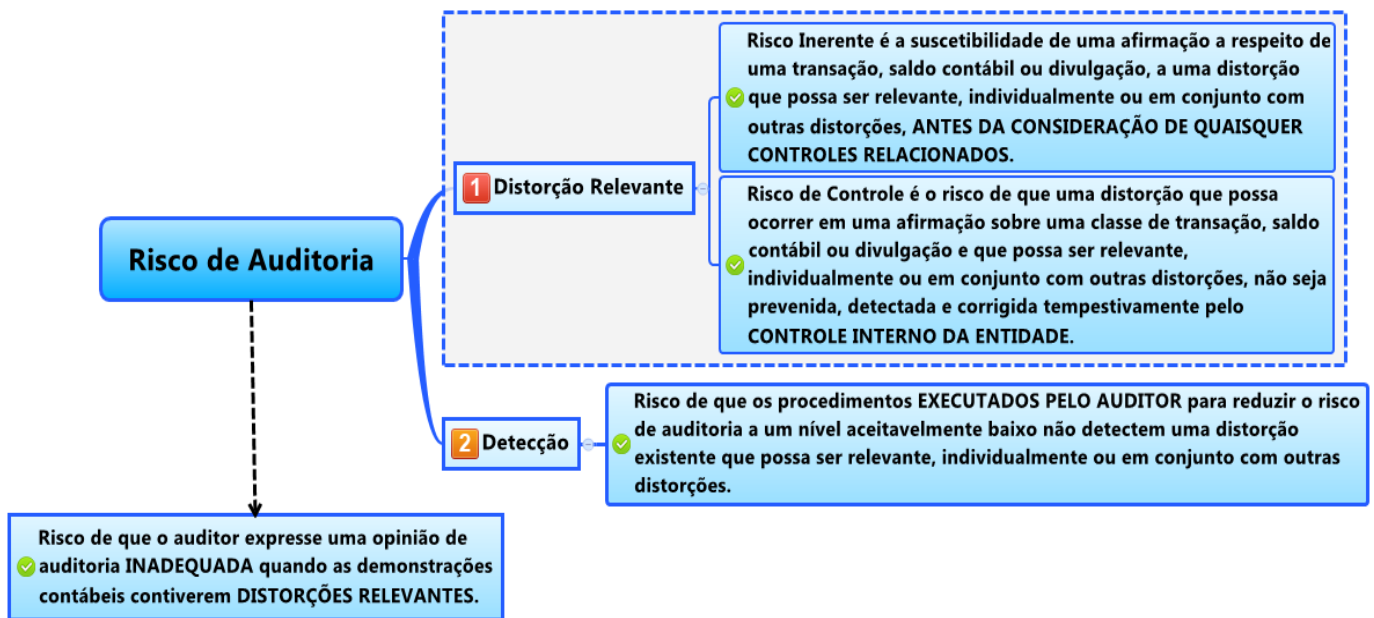 Risco de Auditoria
1 Distorção Relevante
Risco Inerente é a suscetibilidade de uma afirmação a respeito de
uma transação, saldo contábil ou divulgação, a uma distorção
que possa ser relevante, individualmente ou em conjunto com
outras distorções, ANTES DA CONSIDERAÇÃO DE QUAISQUER
CONTROLES RELACIONADOS.
Risco de Controle é o risco de que uma distorção que possa
ocorrer em uma afirmação sobre uma classe de transação, saldo
contábil ou divulgação e que possa ser relevante,
individualmente ou em conjunto com outras distorções, não seja
prevenida, detectada e corrigida tempestivamente pelo
CONTROLE INTERNO DA ENTIDADE.
2 Detecção
Risco de que os procedimentos EXECUTADOS PELO AUDITOR para reduzir o risco
de auditoria a um nível aceitavelmente baixo não detectem uma distorção
existente que possa ser relevante, individualmente ou em conjunto com outras
distorções.
Risco de que o auditor expresse uma opinião de
auditoria INADEQUADA quando as demonstrações
contábeis contiverem DISTORÇÕES RELEVANTES.